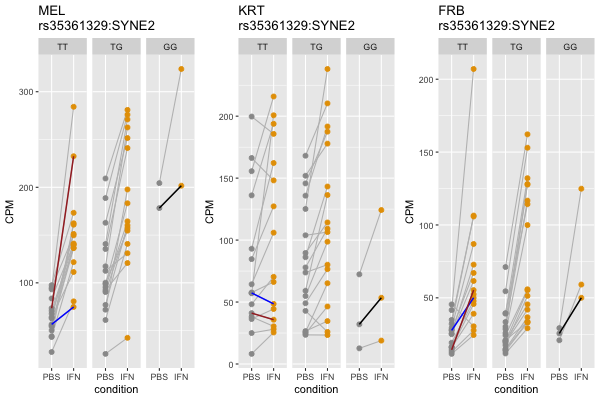 MEL
rs35361329:SYNE2
TT TG GG
CPM
300
200
100
PBS IFN PBS IFN PBS IFN
condition
KRT
rs35361329:SYNE2
TT TG GG
CPM
200
150
100
50
0
PBS IFN PBS IFN PBS IFN
condition
FRB
rs35361329:SYNE2
TT TG GG
CPM
200
150
100
50
PBS IFN PBS IFN PBS IFN
condition